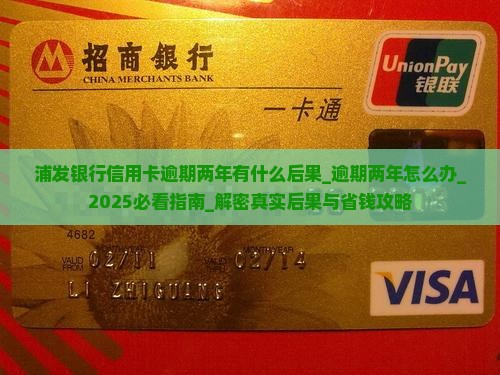 招商银行
CHINA MERCHANTS BANK
UnionPay
银联
一卡通
浦发银行信用卡逾期两年有什么后果_逾期两年怎么办_
2025必看指南_解密真实后果与省钱攻略
4682
VALID FROM 02/11 VALID THRU 02/14
LI ZHIGUANG
VISA